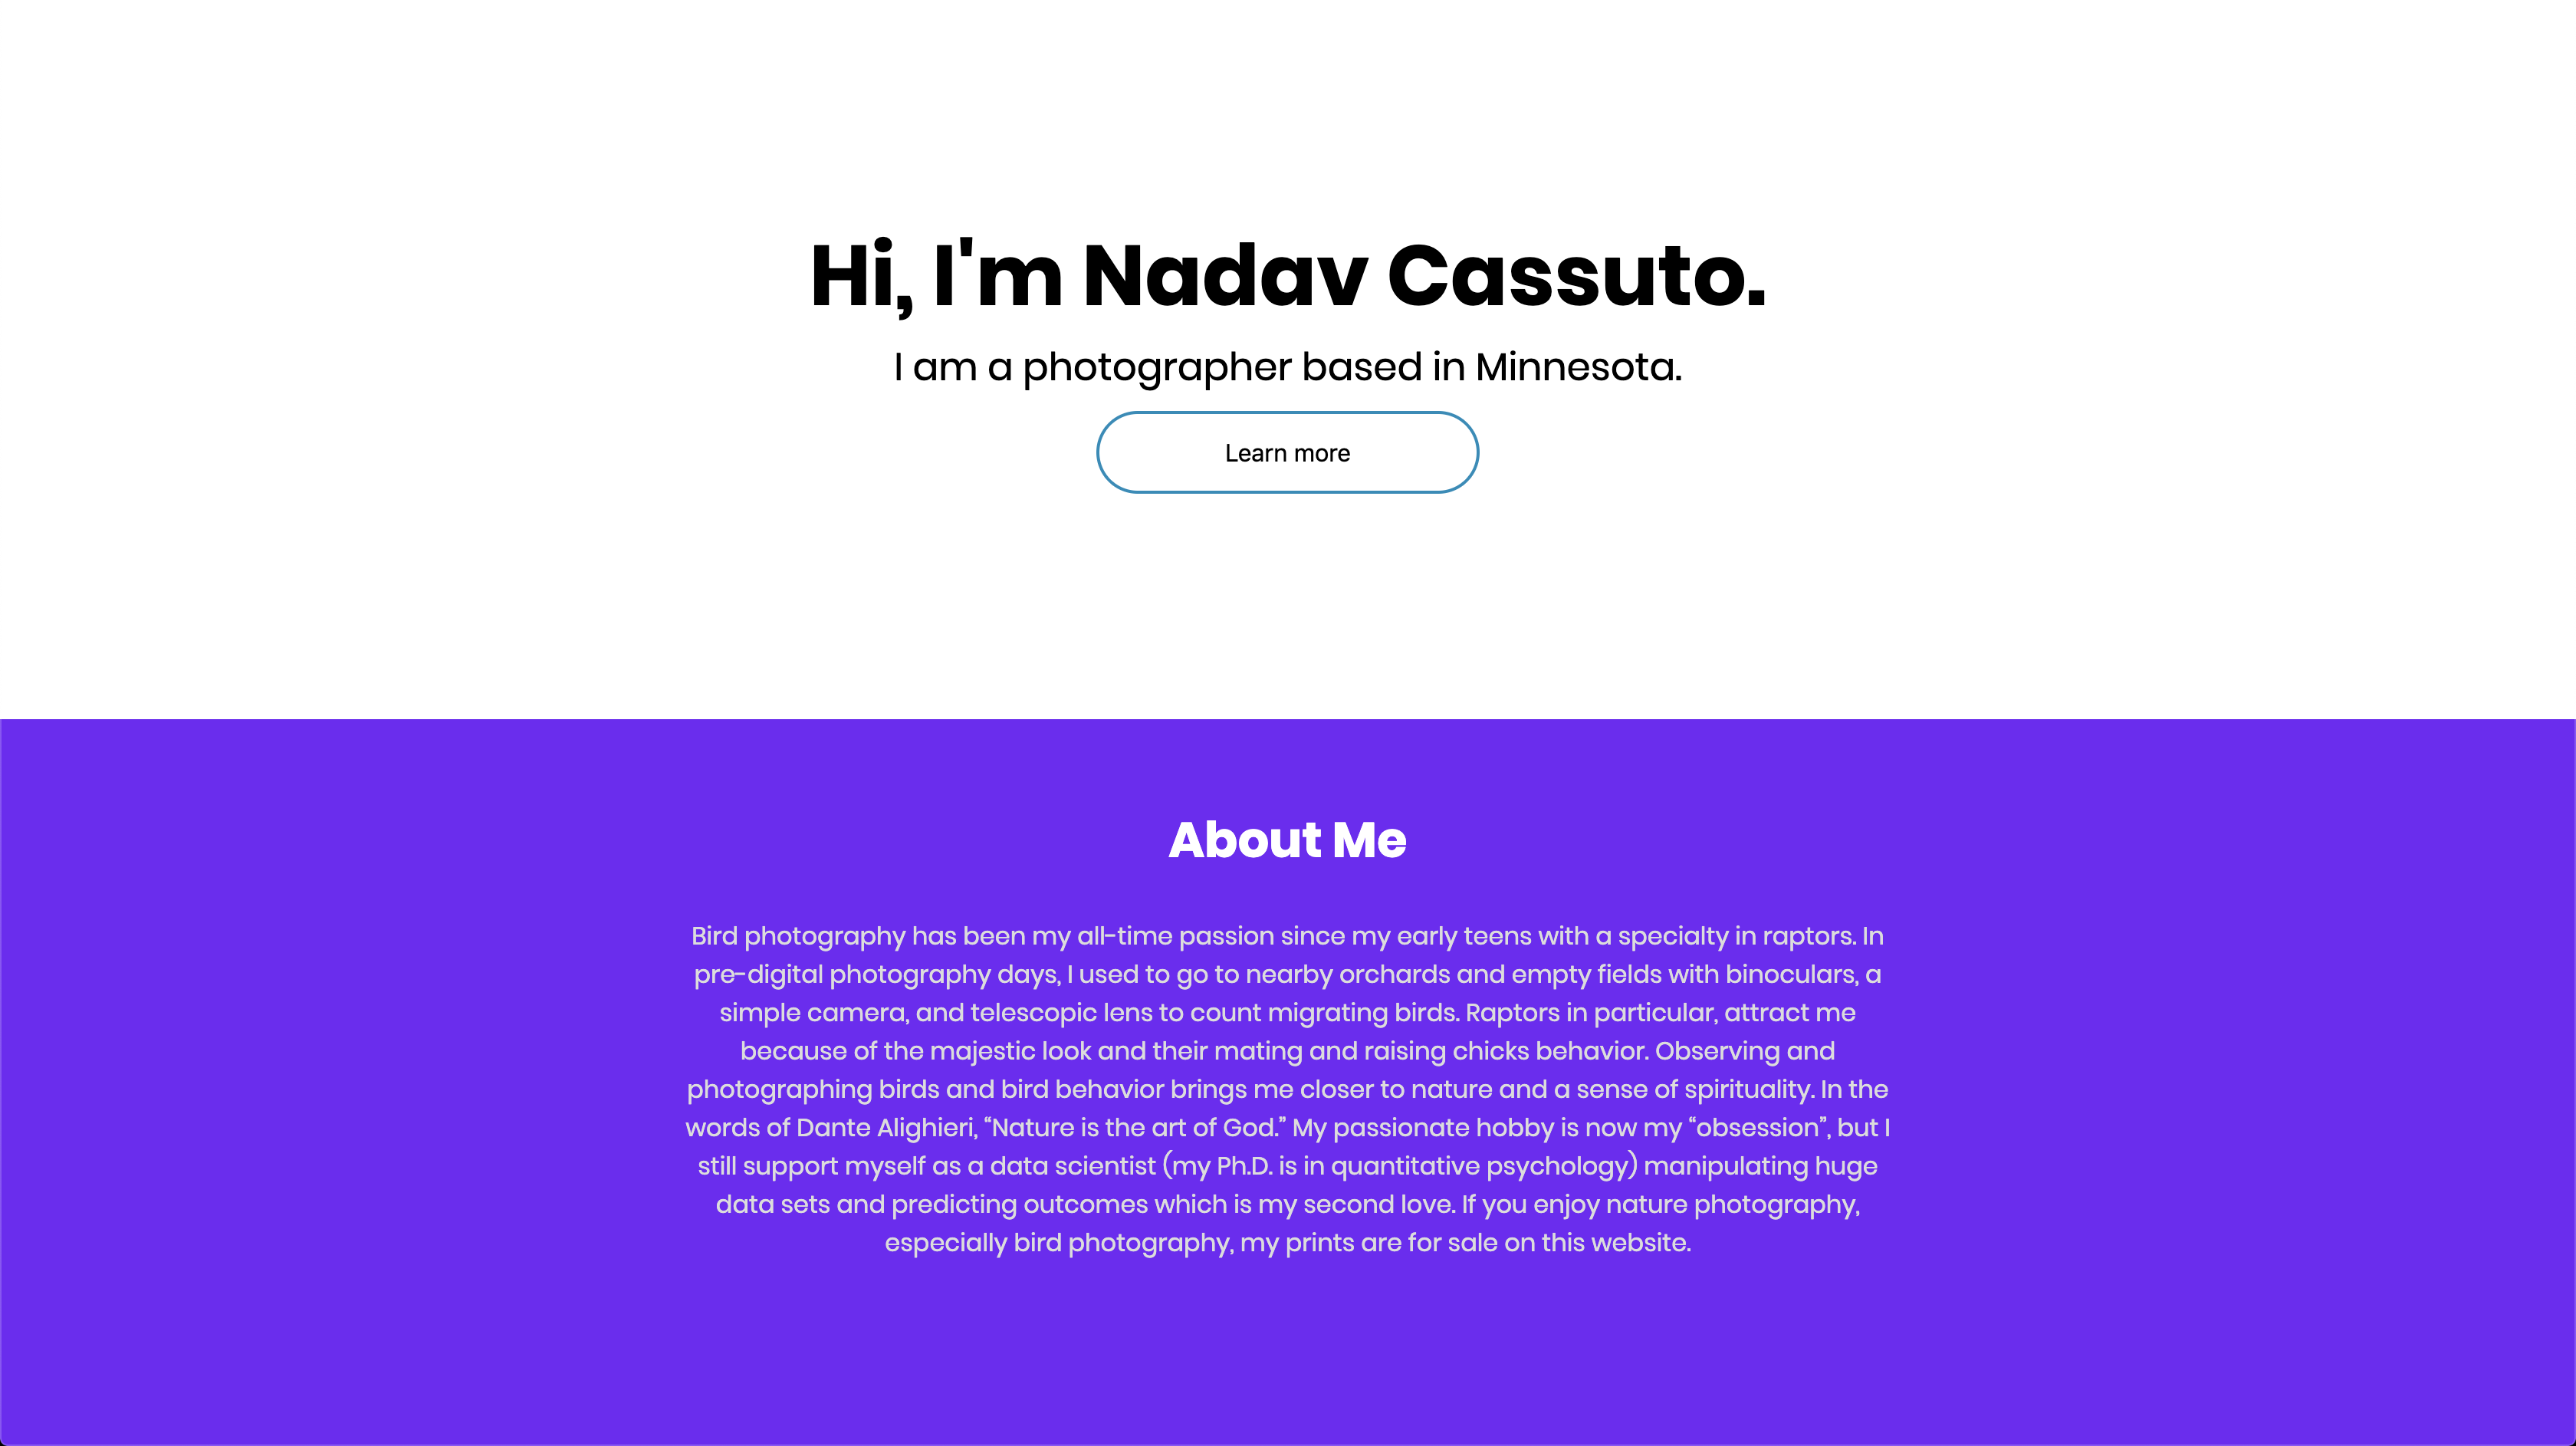 Hi, I'm Nadav Cassuto.
I am a photographer based in Minnesota.
Learn more
About Me
Bird photography has been my all-time passion since my early teens with a specialty in raptors. In
pre-digital photography days, I used to go to nearby orchards and empty fields with binoculars, a
simple camera, and telescopic lens to count migrating birds. Raptors in particular, attract me
because of the majestic look and their mating and raising chicks behavior. Observing and
photographing birds and bird behavior brings me closer to nature and a sense of spirituality. In the
words of Dante Alighieri, “Nature is the art of God.” My passionate hobby is now my “obsession”, but I
still support myself as a data scientist (my Ph.D. is in quantitative psychology) manipulating huge
data sets and predicting outcomes which is my second love. If you enjoy nature photography,
especially bird photography, my prints are for sale on this website.